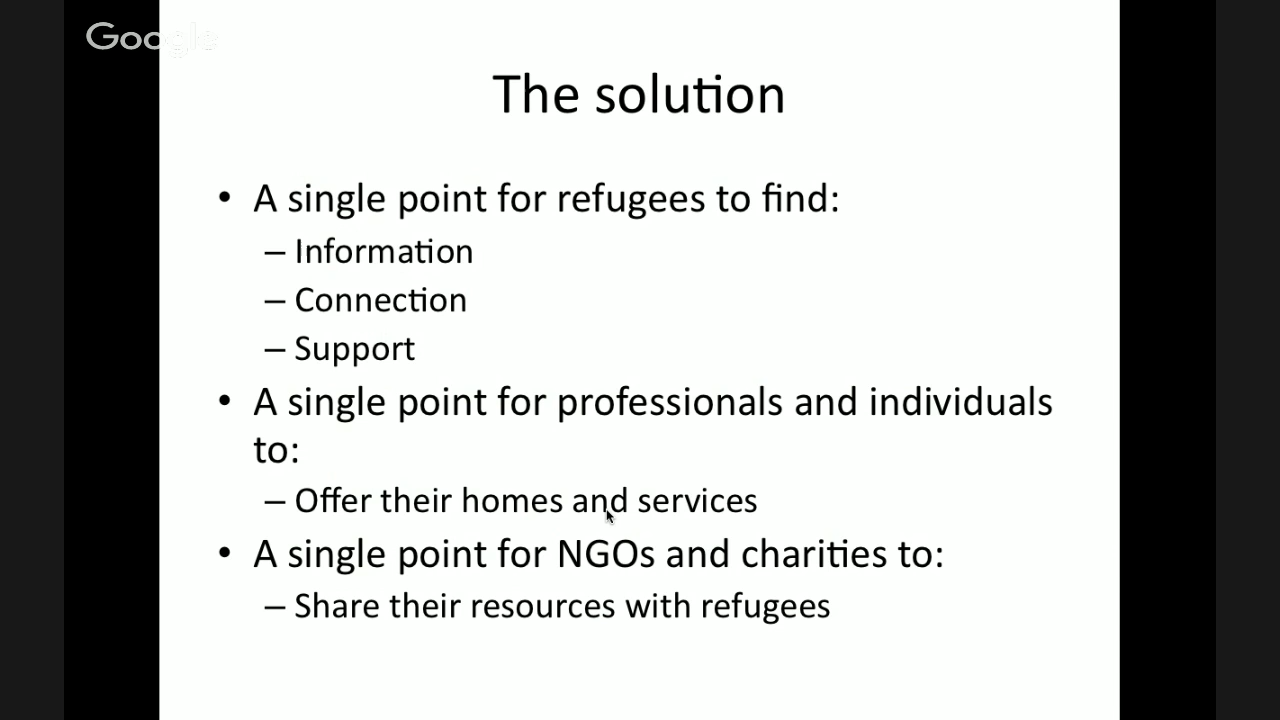 Google
The solution
• A single point for refugees to find:
– Information
– Connection
– Support
• A single point for professionals and individuals
to:
– Offer their homes and services
• A single point for NGOs and charities to:
– Share their resources with refugees